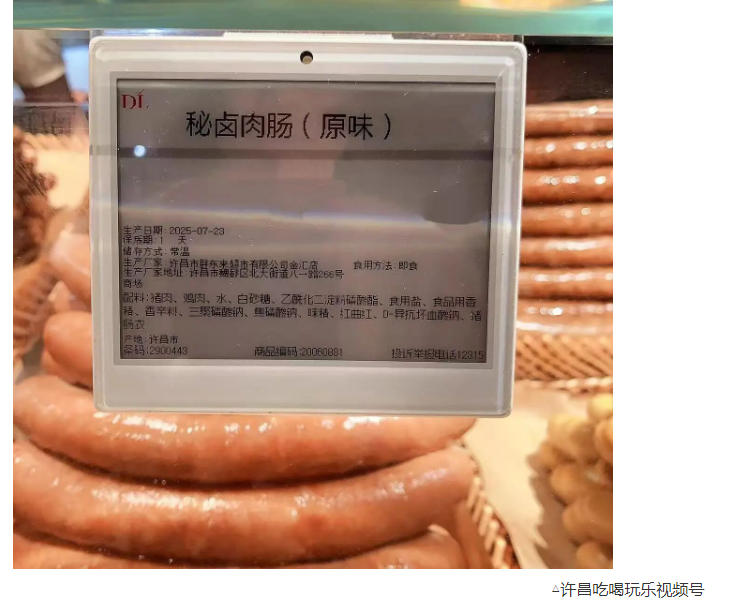 DL
秘卤肉肠（原味）
生产日期: 2025-07-23
保质期:1 天
储存方式:常温
生产厂家:许昌市胖东来超市有限公司金汇店 食用方法:即食
生产厂家地址:许昌市魏都区北大街道八一路266号
商场
配料:猪肉、鸡肉、水、白砂糖、乙酰化二淀粉磷酸酯、食用盐、食品用香
精、香辛料、三聚磷酸钠、焦磷酸钠、味精、红曲红、D-异抗坏血酸钠、猪
肠衣
产地:许昌市
条码:2900443 商品编码:20060881 投诉举报电话12315
△许昌吃喝玩乐视频号